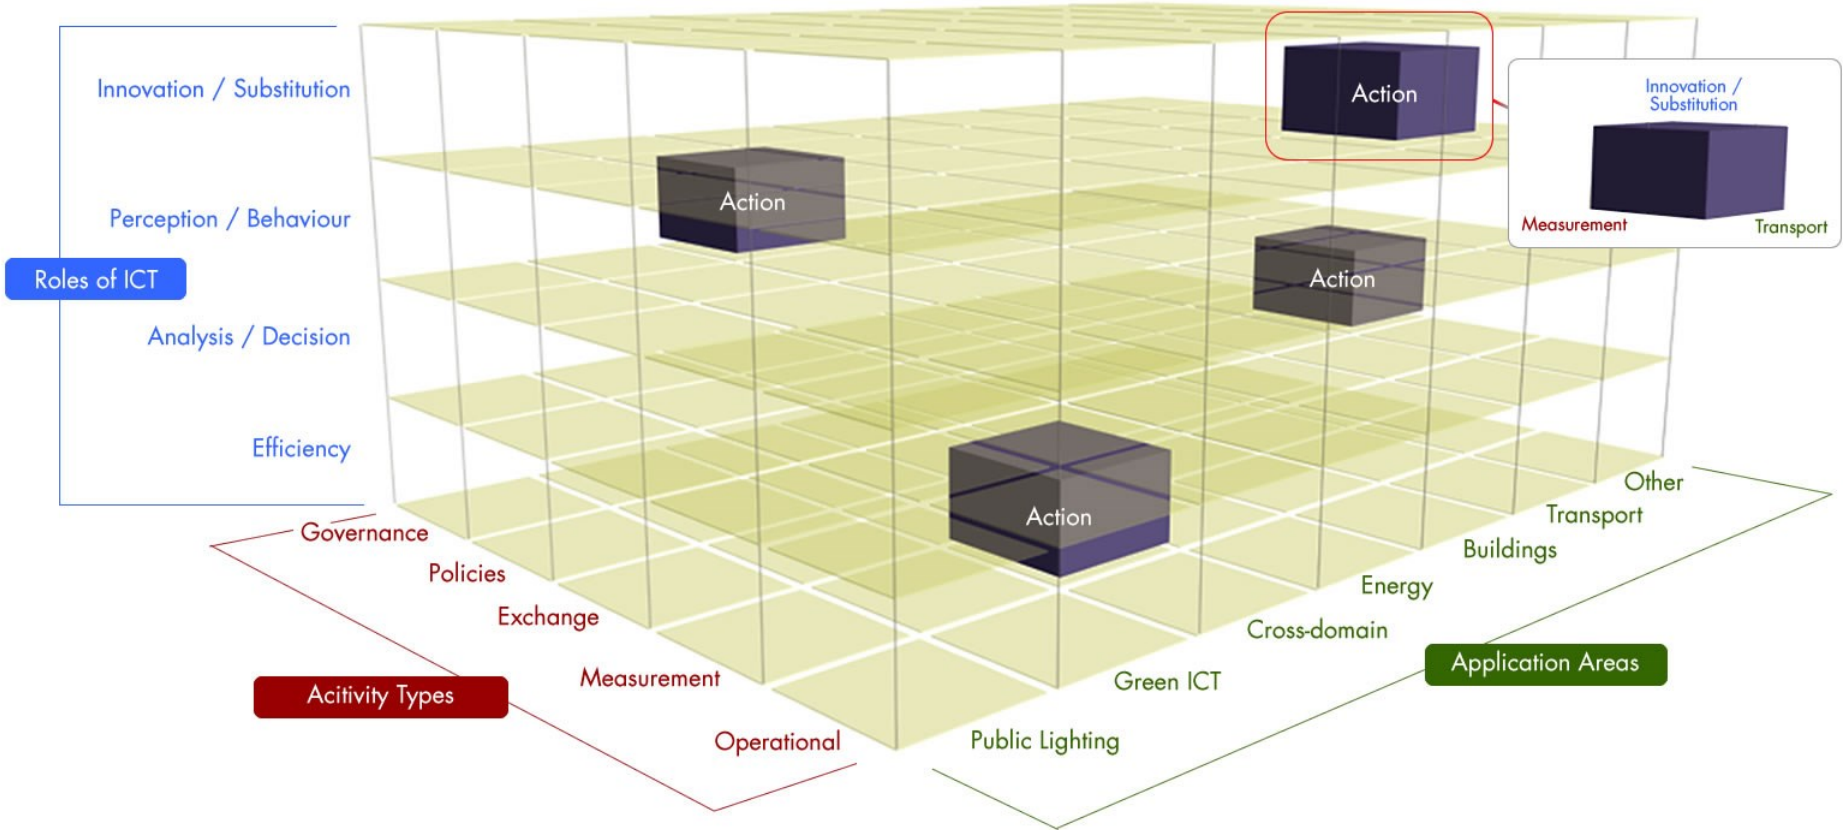 Innovation / Substitution
Perception / Behaviour
Roles of ICT
Analysis / Decision
Efficiency
Action
Action
Action
Action
Innovation /
Substitution
Measurement
Transport
Governance
Policies
Exchange
Measurement
Operational
Acitivity Types
Other
Transport
Buildings
Energy
Cross-domain
Green ICT
Public Lighting
Application Areas